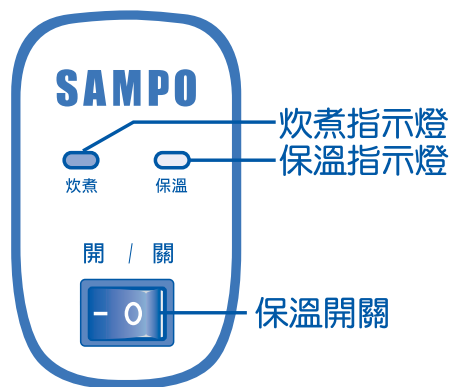 SAMPO
炊煮指示燈
保溫指示燈
炊煮 保溫
開 / 關
保溫開關